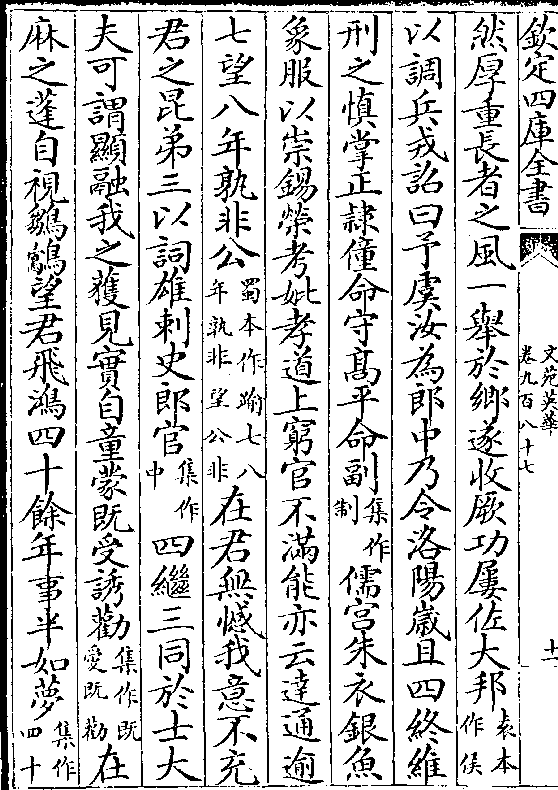 欽定四庫全書
文苑英華
卷九百八十七
十一
然厚重長者之風一舉於鄉遂收厥功屢佐大邦袁本作侯
以調兵戎詔曰予虞汝為郎中乃令洛陽歲且四終維
刑之慎掌正隷僮命守髙平命副集作制儒宮朱衣銀魚
象服以崇錫榮考妣孝道上窮官不滿能亦云達通逾
七望八年孰非公蜀本作踰七八年孰非望公非在君無憾我意不充
君之昆弟三以詞雄刺史郎官集作中四繼三同於士大
夫可謂顯融我之獲見實自童蒙既受誘勸集作既愛既勸在
麻之蓬自視鷦鷯望君飛鴻四十餘年事半如夢集作四十